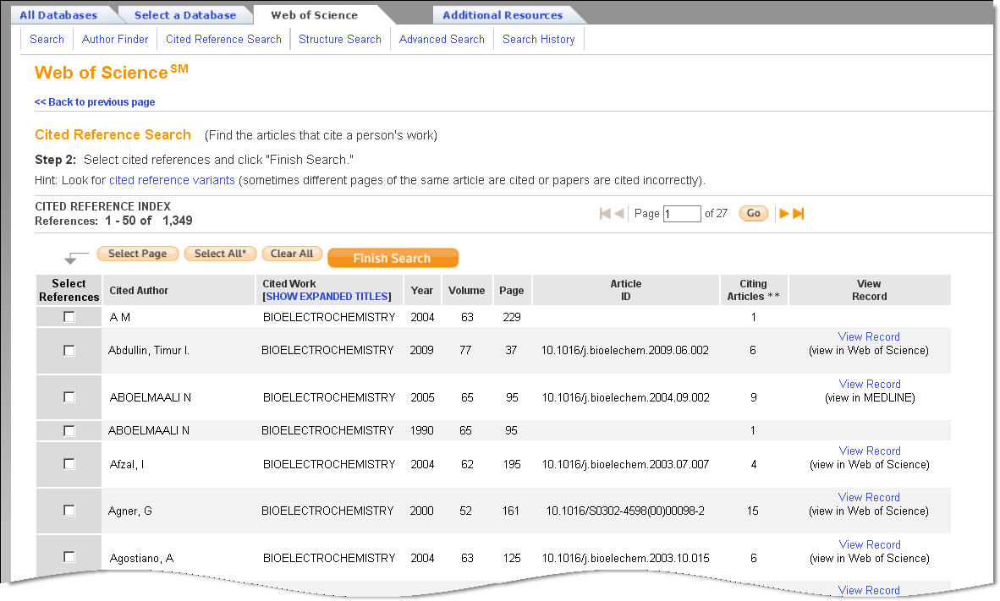 All Databases Select a Database Web of Science Additional Resources
Search Author Finder Cited Reference Search Structure Search Advanced Search Search History
Web of Science SM
<< Back to previous page
Cited Reference Search (Find the articles that cite a person's work)
Step 2: Select cited references and click "Finish Search."
Hint: Look for cited reference variants (sometimes different pages of the same article are cited or papers are cited incorrectly).
CITED REFERENCE INDEX
References: 1 - 50 of 1,349
Page 1 of 27 Go
Select Page Select All* Clear All Finish Search
Select References Cited Author Cited Work [SHOW EXPANDED TITLES] Year Volume Page Article ID Citing Articles ** View Record
A M BIOELECTROCHEMISTRY 2004 63 229 1
Abdullin, Timur I. BIOELECTROCHEMISTRY 2009 77 37 10.1016/j.bioelechem.2009.06.002 6 View Record (view in Web of Science)
ABOELMAALI N BIOELECTROCHEMISTRY 2005 65 95 10.1016/j.bioelechem.2004.09.002 9 View Record (view in MEDLINE)
ABOELMAALI N BIOELECTROCHEMISTRY 1990 65 95 1
Afzal, I BIOELECTROCHEMISTRY 2004 62 195 10.1016/j.bioelechem.2003.07.007 4 View Record (view in Web of Science)
Agner, G BIOELECTROCHEMISTRY 2000 52 161 10.1016/S0302-4598(00)00098-2 15 View Record (view in Web of Science)
Agostiano, A BIOELECTROCHEMISTRY 2004 63 125 10.1016/j.bioelechem.2003.10.015 6 View Record (view in Web of Science)
View Record